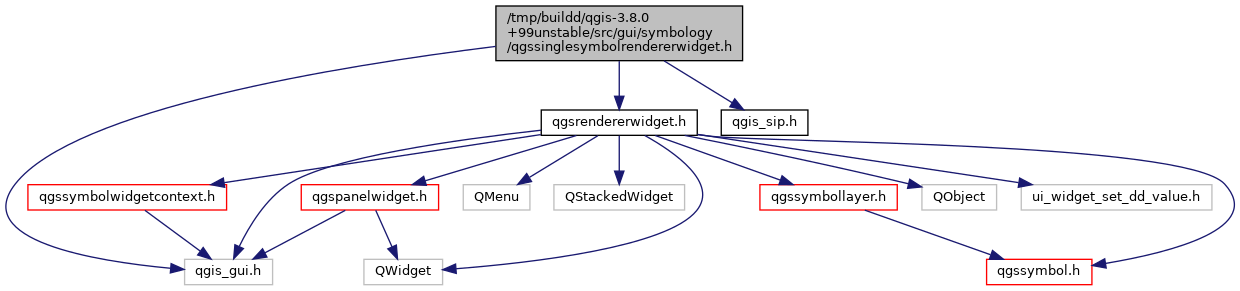 /tmp/buildd/qgis-3.8.0
+99unstable/src/gui/symbology
/qgssinglesymbolrendererwidget.h
qgsrendererwidget.h
qgis_sip.h
qgssymbolwidgetcontext.h
qgspanelwidget.h
QMenu
QStackedWidget
qgssymbollayer.h
QObject
ui_widget_set_dd_value.h
qgis_gui.h
QWidget
qgssymbol.h